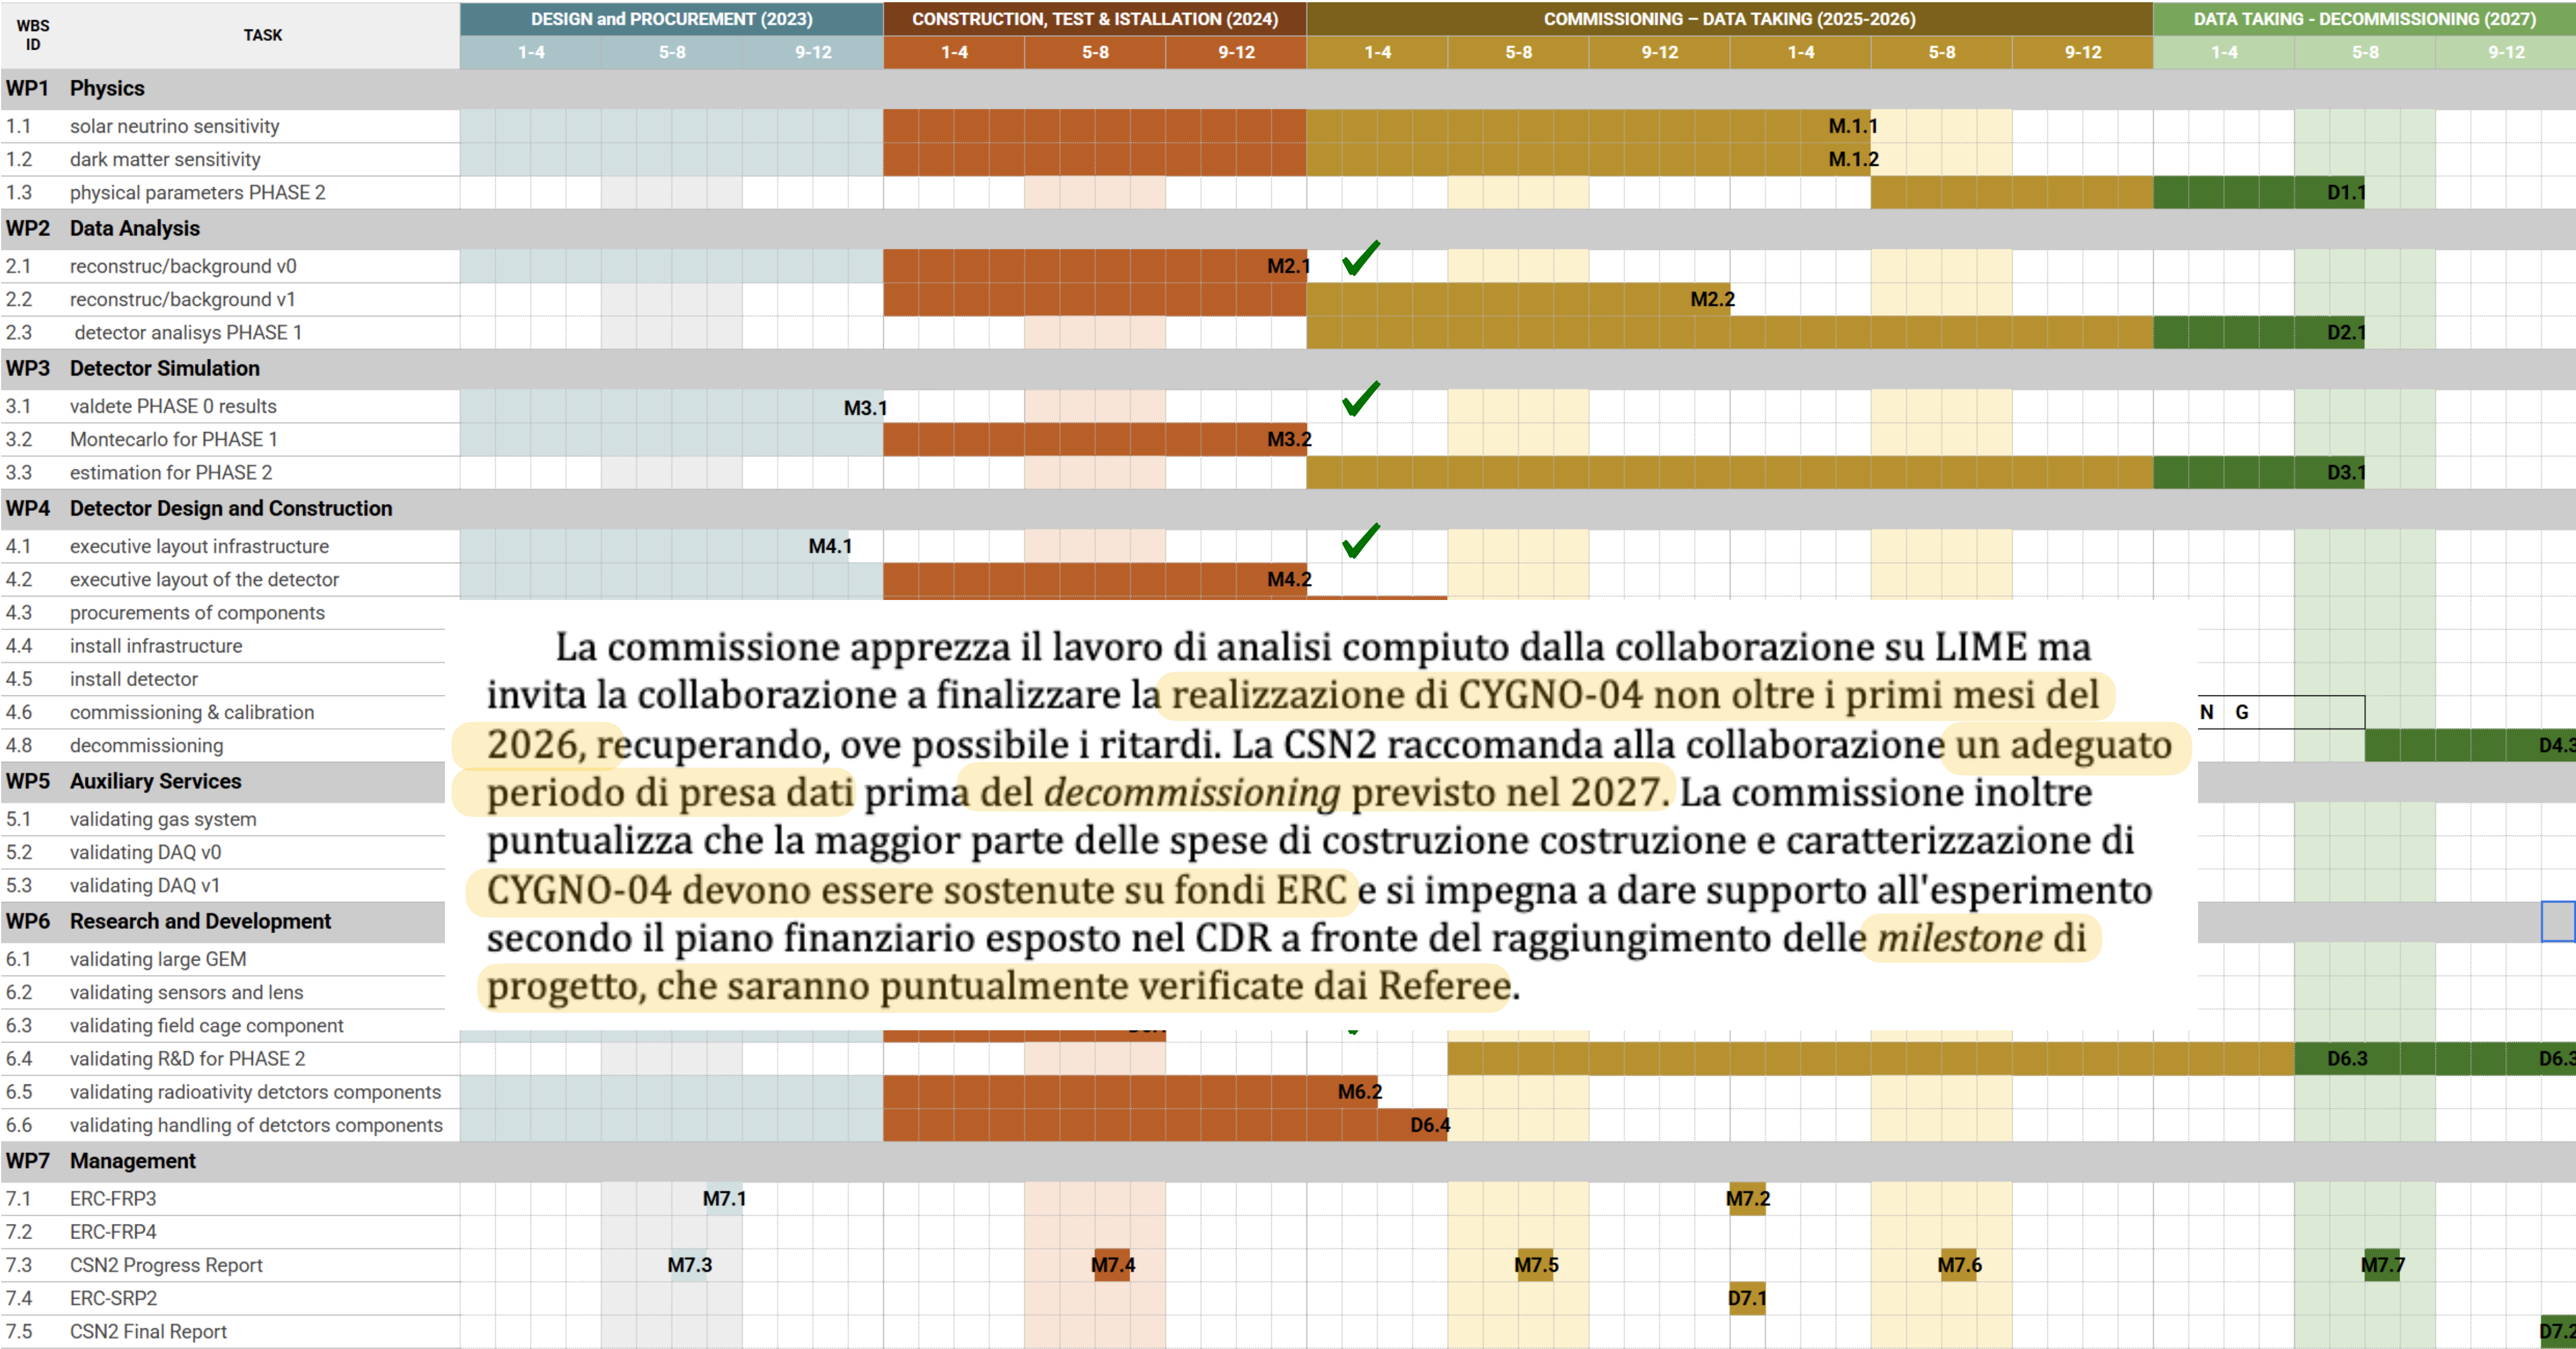 WBS ID TASK DESIGN and PROCUREMENT (2023) CONSTRUCTION, TEST & ISTALLATION (2024) COMMISSIONING – DATA TAKING (2025-2026) DATA TAKING - DECOMMISSIONING (2027)
1-4 5-8 9-12 1-4 5-8 9-12 1-4 5-8 9-12 1-4 5-8 9-12 1-4 5-8 9-12
WP1 Physics
1.1 solar neutrino sensitivity M.1.1
1.2 dark matter sensitivity M.1.2
1.3 physical parameters PHASE 2 D1.1
WP2 Data Analysis
2.1 reconstruc/background v0 M2.1
2.2 reconstruc/background v1 M2.2
2.3 detector analisys PHASE 1 D2.1
WP3 Detector Simulation
3.1 valdete PHASE 0 results M3.1
3.2 Montecarlo for PHASE 1 M3.2
3.3 estimation for PHASE 2 D3.1
WP4 Detector Design and Construction
4.1 executive layout infrastructure M4.1
4.2 executive layout of the detector M4.2
4.3 procurements of components
4.4 install infrastructure
4.5 install detector
4.6 commissioning & calibration N G
4.8 decommissioning D4.3
WP5 Auxiliary Services
5.1 validating gas system
5.2 validating DAQ v0
5.3 validating DAQ v1
WP6 Research and Development
6.1 validating large GEM
6.2 validating sensors and lens
6.3 validating field cage component
6.4 validating R&D for PHASE 2 D6.3 D6.3
6.5 validating radioativity detctors components M6.2
6.6 validating handling of detctors components D6.4
WP7 Management
7.1 ERC-FRP3 M7.1 M7.2
7.2 ERC-FRP4
7.3 CSN2 Progress Report M7.3 M7.4 M7.5 M7.6 M7.7
7.4 ERC-SRP2 D7.1
7.5 CSN2 Final Report D7.2
La commissione apprezza il lavoro di analisi compiuto dalla collaborazione su LIME ma
invita la collaborazione a finalizzare la realizzazione di CYGNO-04 non oltre i primi mesi del
2026, recuperando, ove possibile i ritardi. La CSN2 raccomanda alla collaborazione un adeguato
periodo di presa dati prima del decommissioning previsto nel 2027. La commissione inoltre
puntualizza che la maggior parte delle spese di costruzione costruzione e caratterizzazione di
CYGNO-04 devono essere sostenute su fondi ERC e si impegna a dare supporto all'esperimento
secondo il piano finanziario esposto nel CDR a fronte del raggiungimento delle milestone di
progetto, che saranno puntualmente verificate dai Referee.